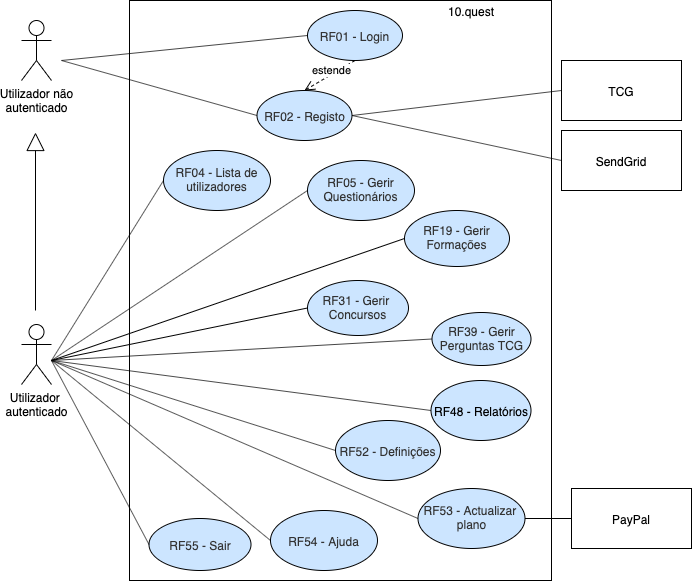 10.quest
RF01 - Login
estende
Utilizador não
autenticado
TCG
RF02 - Registo
SendGrid
RF04 - Lista de
utilizadores
RF05 - Gerir
Questionários
RF19 - Gerir
Formações
RF31 - Gerir
Concursos
RF39 - Gerir
Perguntas TCG
Utilizador
autenticado
RF48 - Relatórios
RF52 - Definições
RF53 - Actualizar
plano
PayPal
RF54 - Ajuda
RF55 - Sair